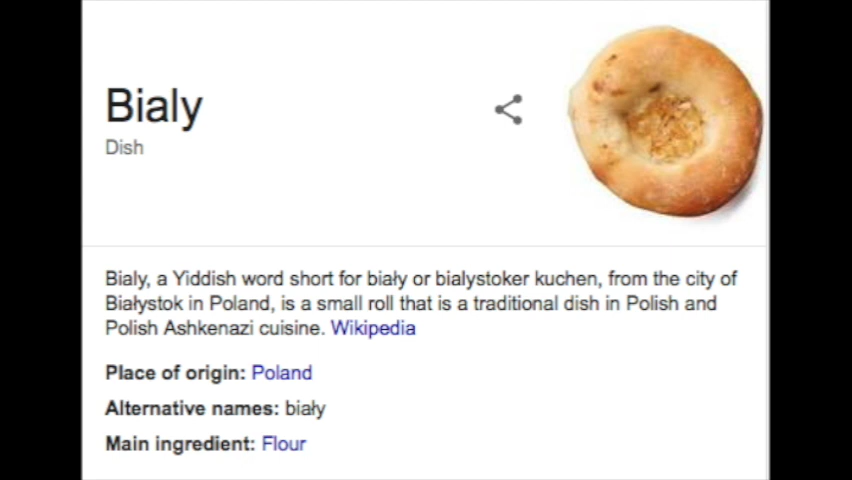 Bialy
Dish
Bialy, a Yiddish word short for biały or bialystoker kuchen, from the city of
Białystok in Poland, is a small roll that is a traditional dish in Polish and
Polish Ashkenazi cuisine. Wikipedia
Place of origin: Poland
Alternative names: biały
Main ingredient: Flour